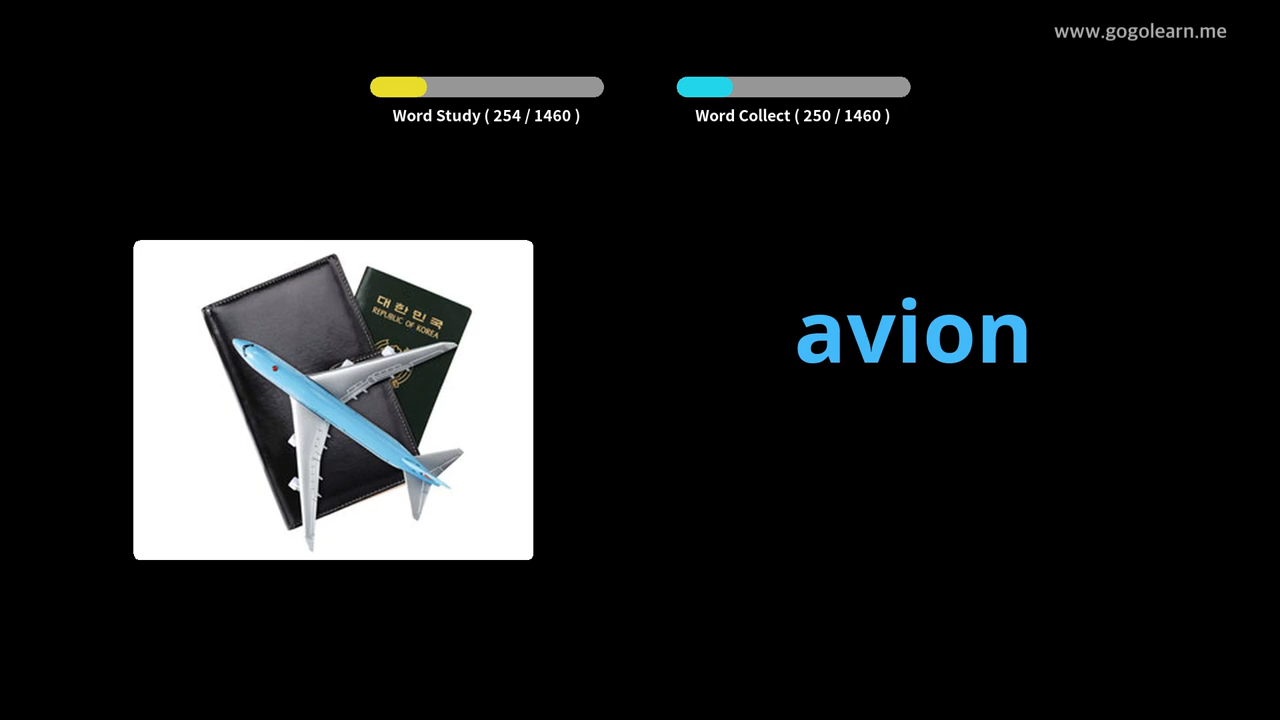 www.gogolearn.me
Word Study ( 254 / 1460 )
Word Collect ( 250 / 1460 )
대한민국
REPUBLIC OF KOREA
avion